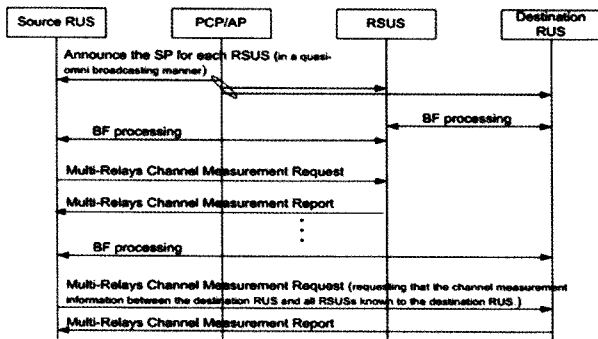 Source RUS
PCP/AP
RSUS
Destination
RUS
Announce the SP for each RSUS (in a quasi-
omni broadcasting manner)
BF processing
BF processing
Multi-Relays Channel Measurement Request
Multi-Relays Channel Measurement Report
BF processing
Multi-Relays Channel Measurement Request (requesting that the channel measurement
information between the destination RUS and all RSUSs known to the destination RUS.)
Multi-Relays Channel Measurement Report